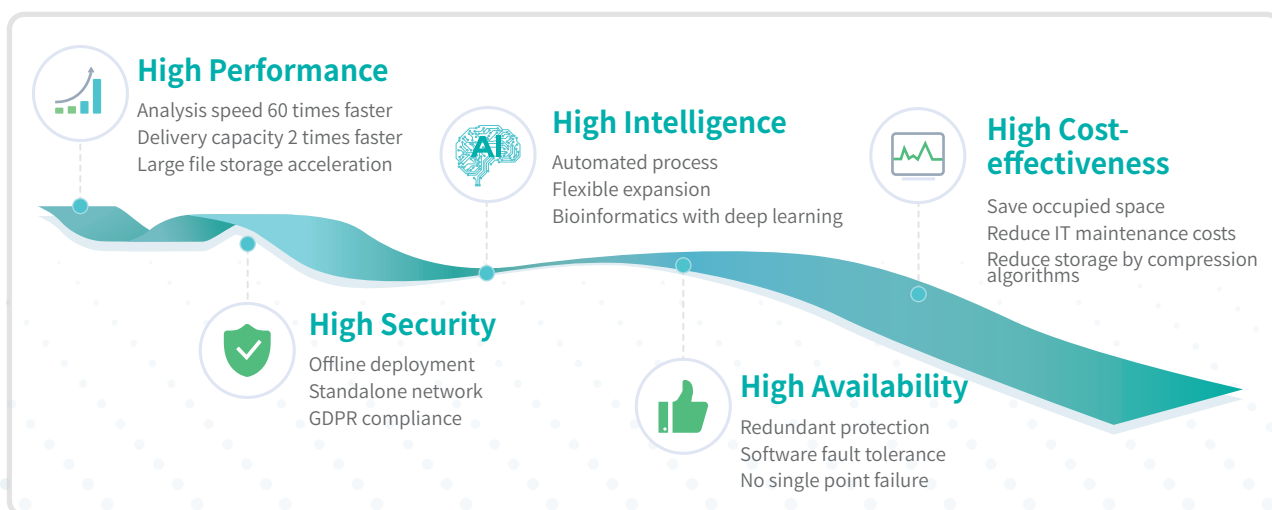 High Performance
Analysis speed 60 times faster
Delivery capacity 2 times faster
Large file storage acceleration
High Security
Offline deployment
Standalone network
GDPR compliance
AI
High Intelligence
Automated process
Flexible expansion
Bioinformatics with deep learning
High Availability
Redundant protection
Software fault tolerance
No single point failure
High Cost-
effectiveness
Save occupied space
Reduce IT maintenance costs
Reduce storage by compression
algorithms